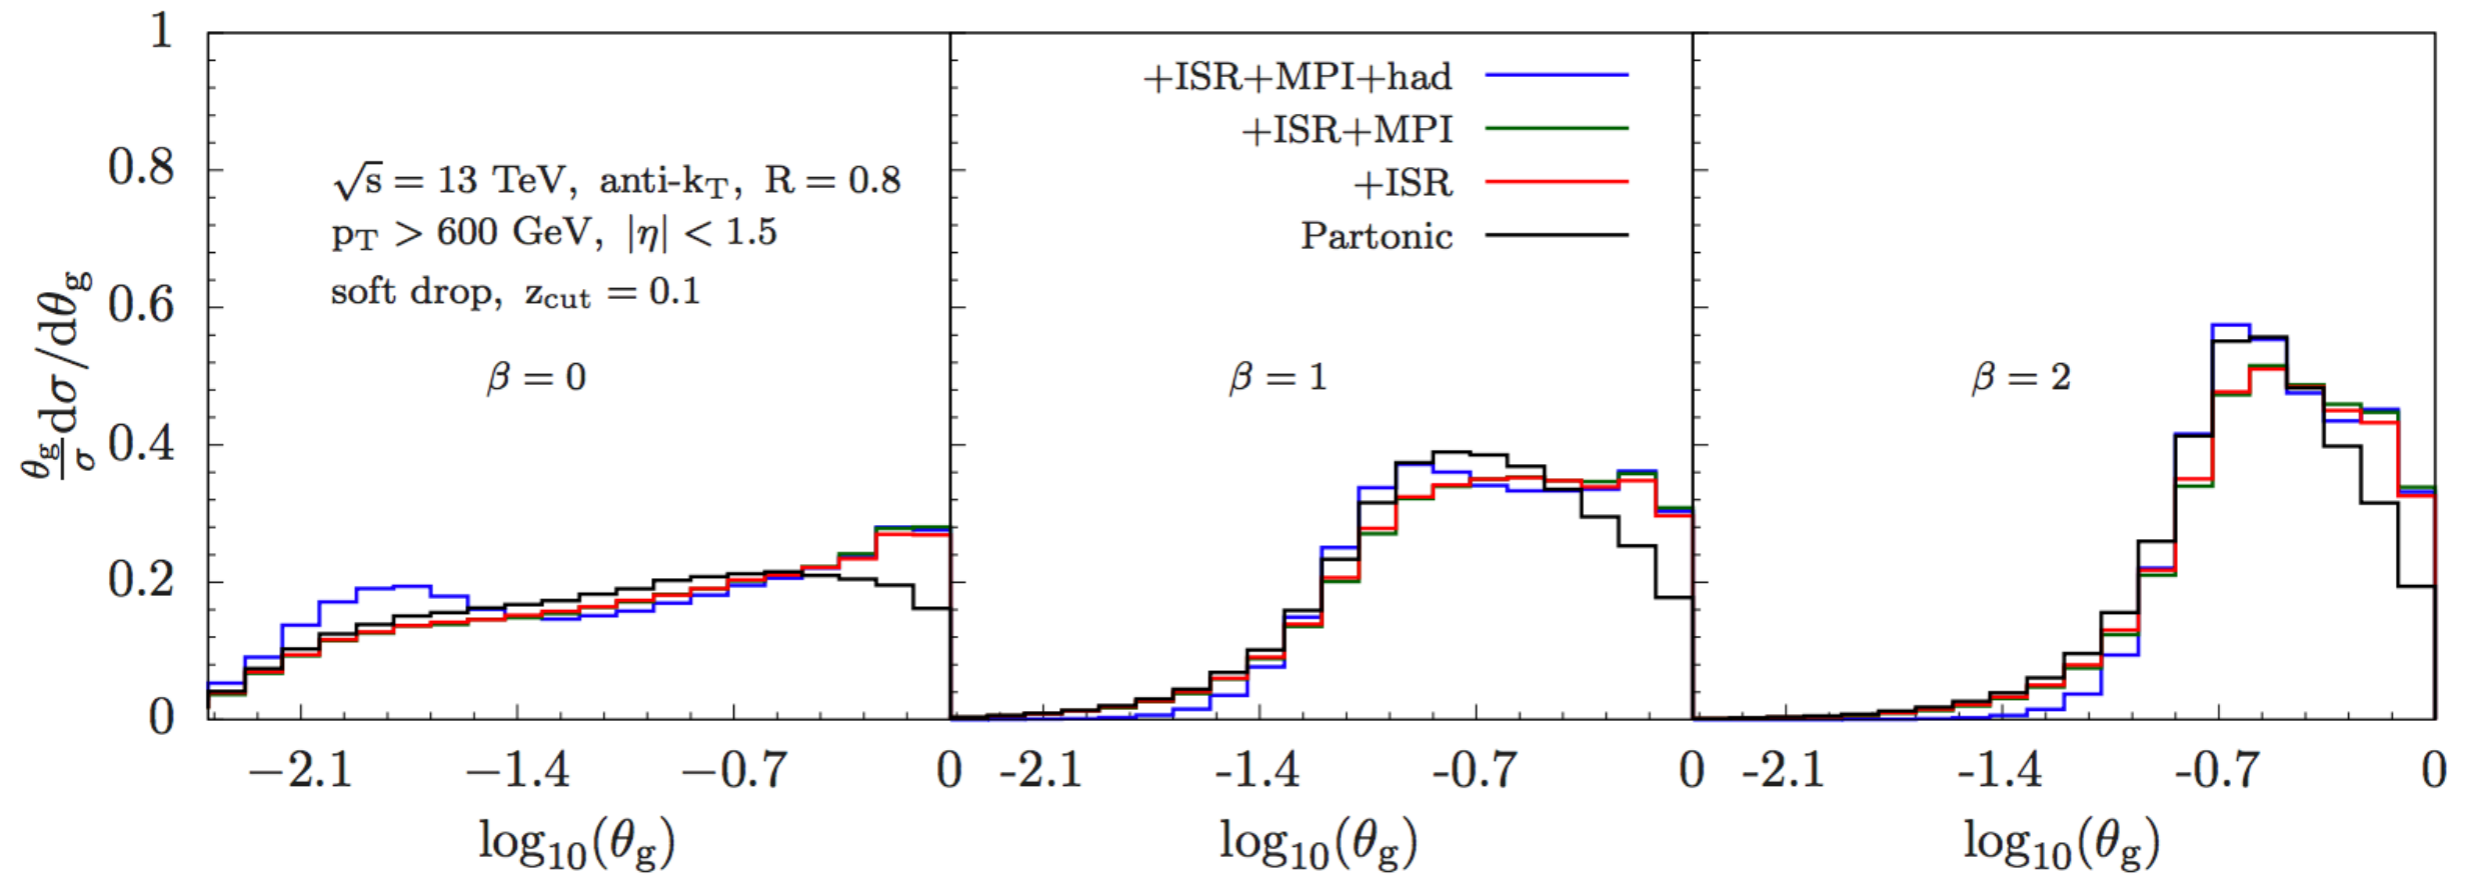 1
0.8
0.6
0.4
0.2
0
θg/σ dσ/dθg
√s = 13 TeV, anti-kT, R = 0.8
pT > 600 GeV, |η| < 1.5
soft drop, zcut = 0.1
β = 0
+ISR+MPI+had
+ISR+MPI
+ISR
Partonic
β = 1
β = 2
−2.1 −1.4 −0.7 0 -2.1 -1.4 -0.7 0 -2.1 -1.4 -0.7 0
log10(θg) log10(θg) log10(θg)